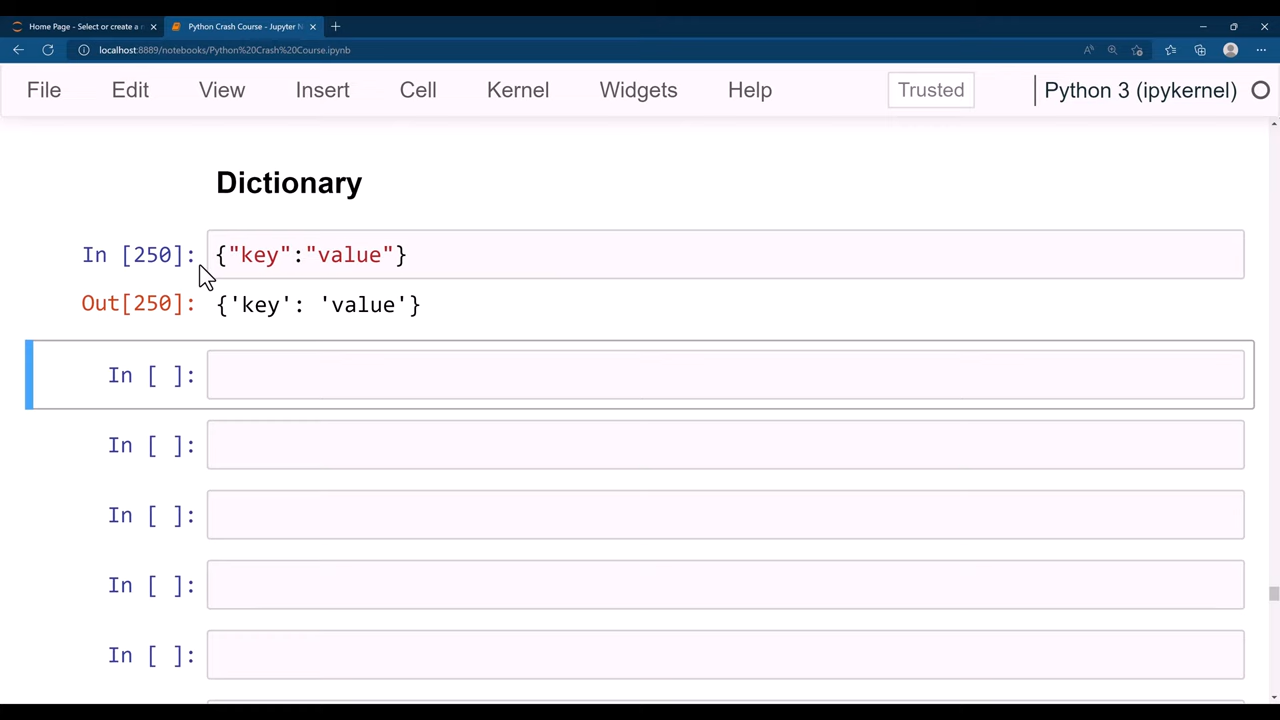 Home Page - Select or create a n
Python Crash Course - Jupyter N
localhost:8889/notebooks/Python%20Crash%20Course.ipynb
File Edit View Insert Cell Kernel Widgets Help Trusted Python 3 (ipykernel)
Dictionary
In [250]: {"key":"value"}
Out[250]: {'key': 'value'}
In [ ]:
In [ ]:
In [ ]:
In [ ]:
In [ ]: